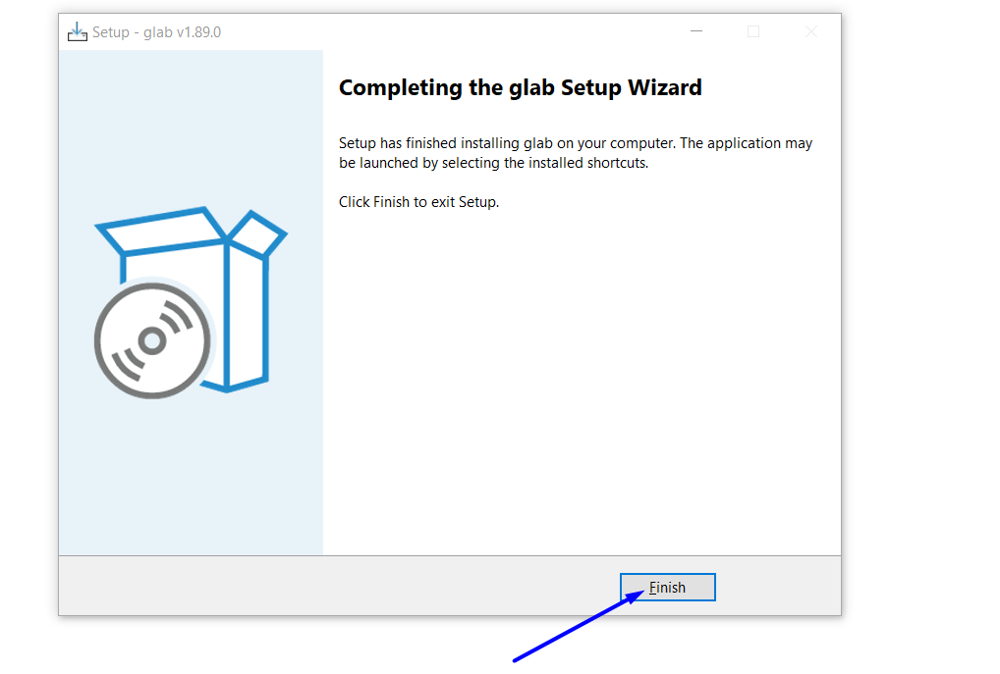 Setup - glab v1.89.0
Completing the glab Setup Wizard
Setup has finished installing glab on your computer. The application may
be launched by selecting the installed shortcuts.
Click Finish to exit Setup.
Finish